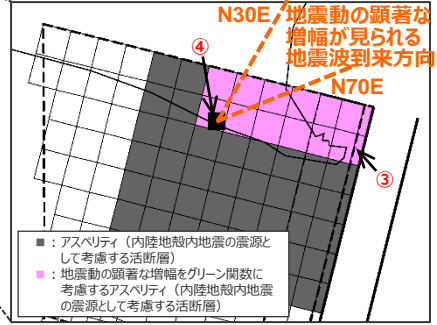 N30E 地震動の顕著な
増幅が見られる
地震波到来方向
N70E
④
③
■：アスペリティ（内陸地殻内地震の震源と
して考慮する活断層）
■：地震動の顕著な増幅をグリーン関数に
考慮するアスペリティ（内陸地殻内地震
の震源として考慮する活断層）